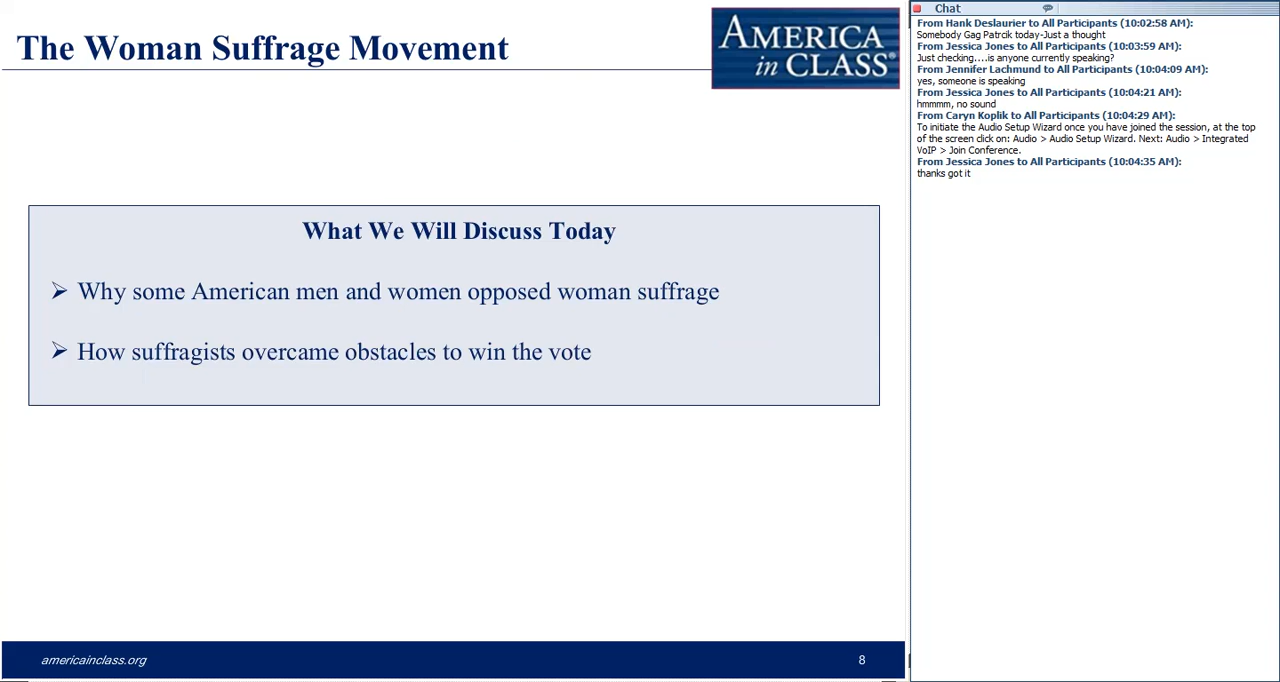 The Woman Suffrage Movement
AMERICA
in CLASS®
What We Will Discuss Today
➢ Why some American men and women opposed woman suffrage
➢ How suffragists overcame obstacles to win the vote
americainclass.org
8
Chat
From Hank Deslaurier to All Participants (10:02:58 AM):
Somebody Gag Patrcik today-Just a thought
From Jessica Jones to All Participants (10:03:59 AM):
Just checking....is anyone currently speaking?
From Jennifer Lachmund to All Participants (10:04:09 AM):
yes, someone is speaking
From Jessica Jones to All Participants (10:04:21 AM):
hmmmm, no sound
From Caryn Koplik to All Participants (10:04:29 AM):
To initiate the Audio Setup Wizard once you have joined the session, at the top
of the screen click on: Audio > Audio Setup Wizard. Next: Audio > Integrated
VoIP > Join Conference.
From Jessica Jones to All Participants (10:04:35 AM):
thanks got it